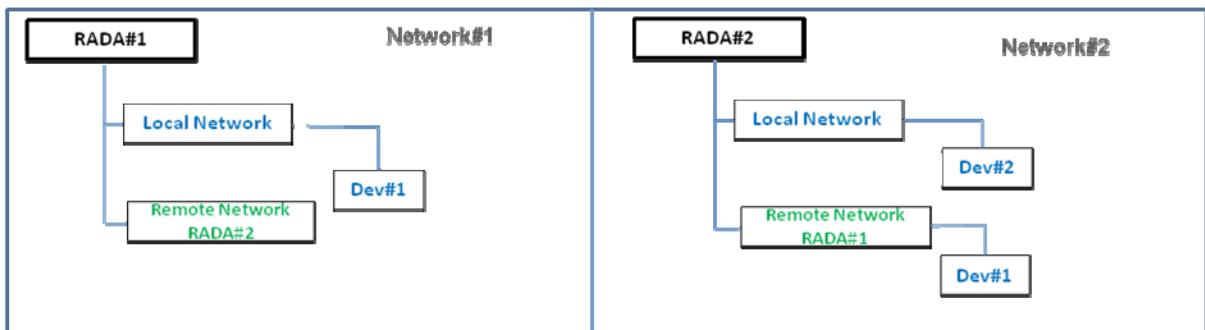 RADA#1
Network#1
Local Network
Dev#1
Remote Network
RADA#2
RADA#2
Network#2
Local Network
Dev#2
Remote Network
RADA#1
Dev#1